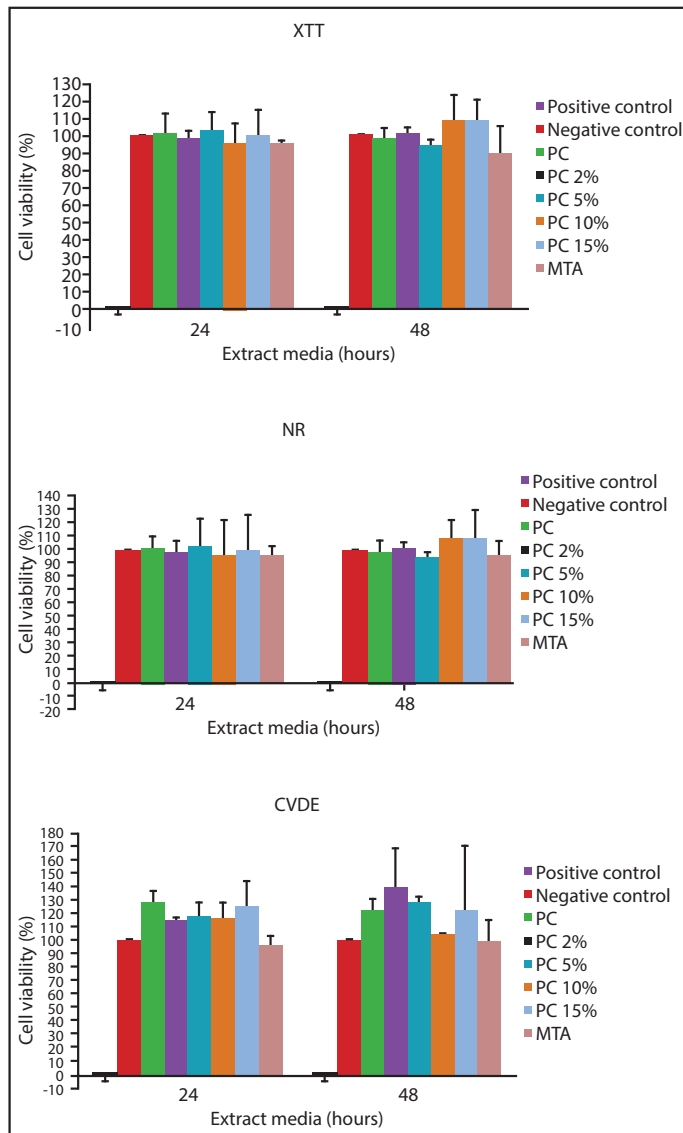 XTT
Cell viability (%)
130
120
110
100
90
80
70
60
50
40
30
20
10
0
-10
24
48
Extract media (hours)
Positive control
Negative control
PC
PC 2%
PC 5%
PC 10%
PC 15%
MTA
NR
Cell viability (%)
140
130
120
110
100
90
80
70
60
50
40
30
20
10
0
-10
-20
24
48
Extract media (hours)
Positive control
Negative control
PC
PC 2%
PC 5%
PC 10%
PC 15%
MTA
CVDE
Cell viability (%)
180
170
160
150
140
130
120
110
100
90
80
70
60
50
40
30
20
10
0
-10
24
48
Extract media (hours)
Positive control
Negative control
PC
PC 2%
PC 5%
PC 10%
PC 15%
MTA